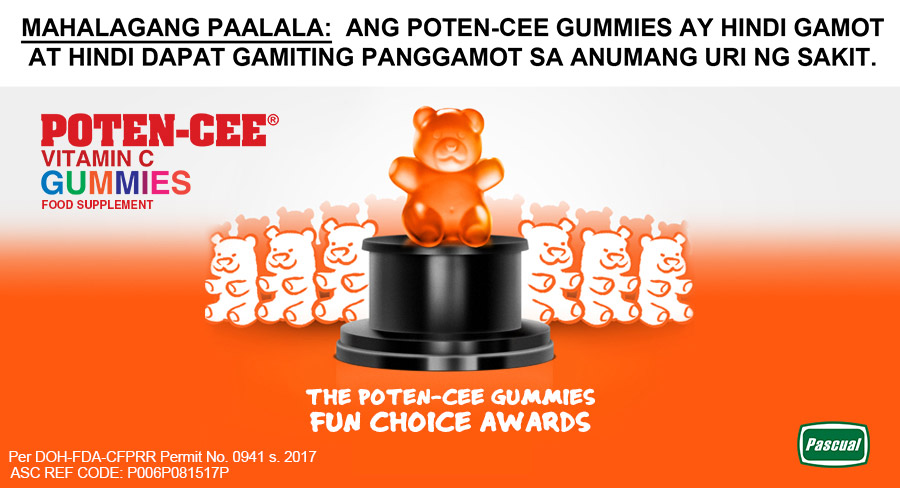 MAHALAGANG PAALALA: ANG POTEN-CEE GUMMIES AY HINDI GAMOT
AT HINDI DAPAT GAMITING PANGGAMOT SA ANUMANG URI NG SAKIT.
POTEN-CEE®
VITAMIN C
GUMMIES
FOOD SUPPLEMENT
THE POTEN-CEE GUMMIES
FUN CHOICE AWARDS
Pascual
Per DOH-FDA-CFPRR Permit No. 0941 s. 2017
ASC REF CODE: P006P081517P